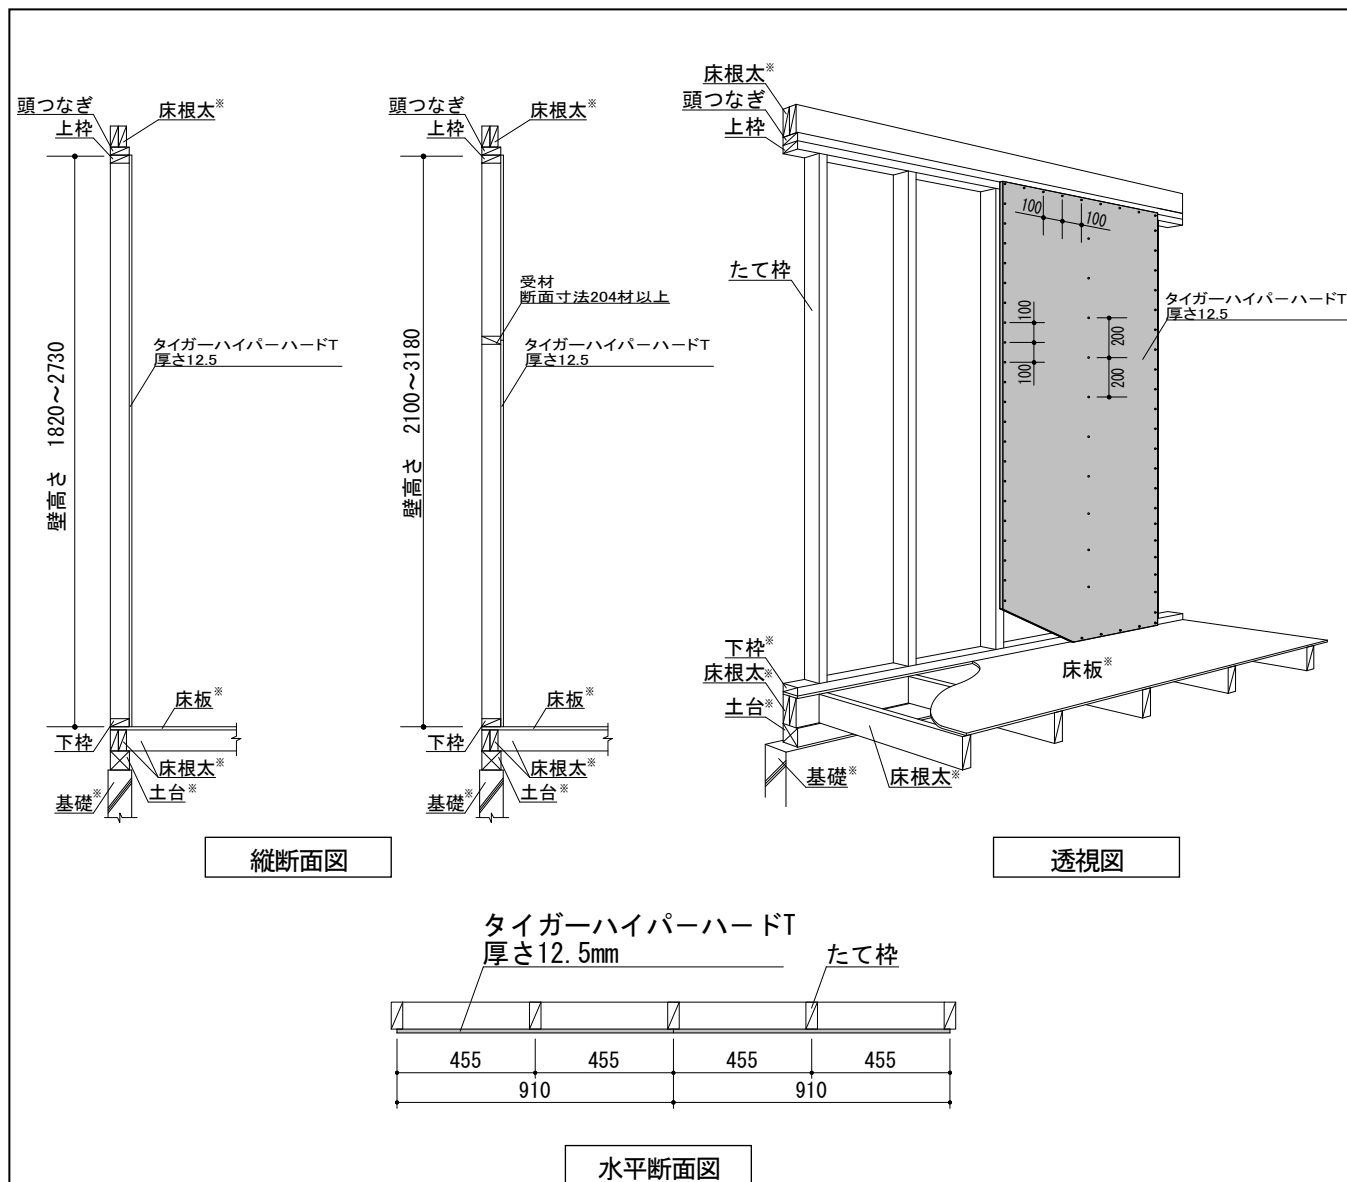 頭つなぎ
上枠
床根太※
壁高さ 1820～2730
タイガーハイパーハードT
厚さ12.5
床板※
下枠
床根太※
土台※
基礎※
頭つなぎ
上枠
床根太※
壁高さ 2100～3180
受材
断面寸法204材以上
タイガーハイパーハードT
厚さ12.5
床板※
下枠
床根太※
土台※
基礎※
縦断面図
床根太※
頭つなぎ
上枠
たて枠
100
100
100
100
200
200
タイガーハイパーハードT
厚さ12.5
下枠※
床根太※
土台※
床板※
基礎※
床根太※
透視図
タイガーハイパーハードT
厚さ12.5mm
たて枠
455
455
455
455
910
910
水平断面図